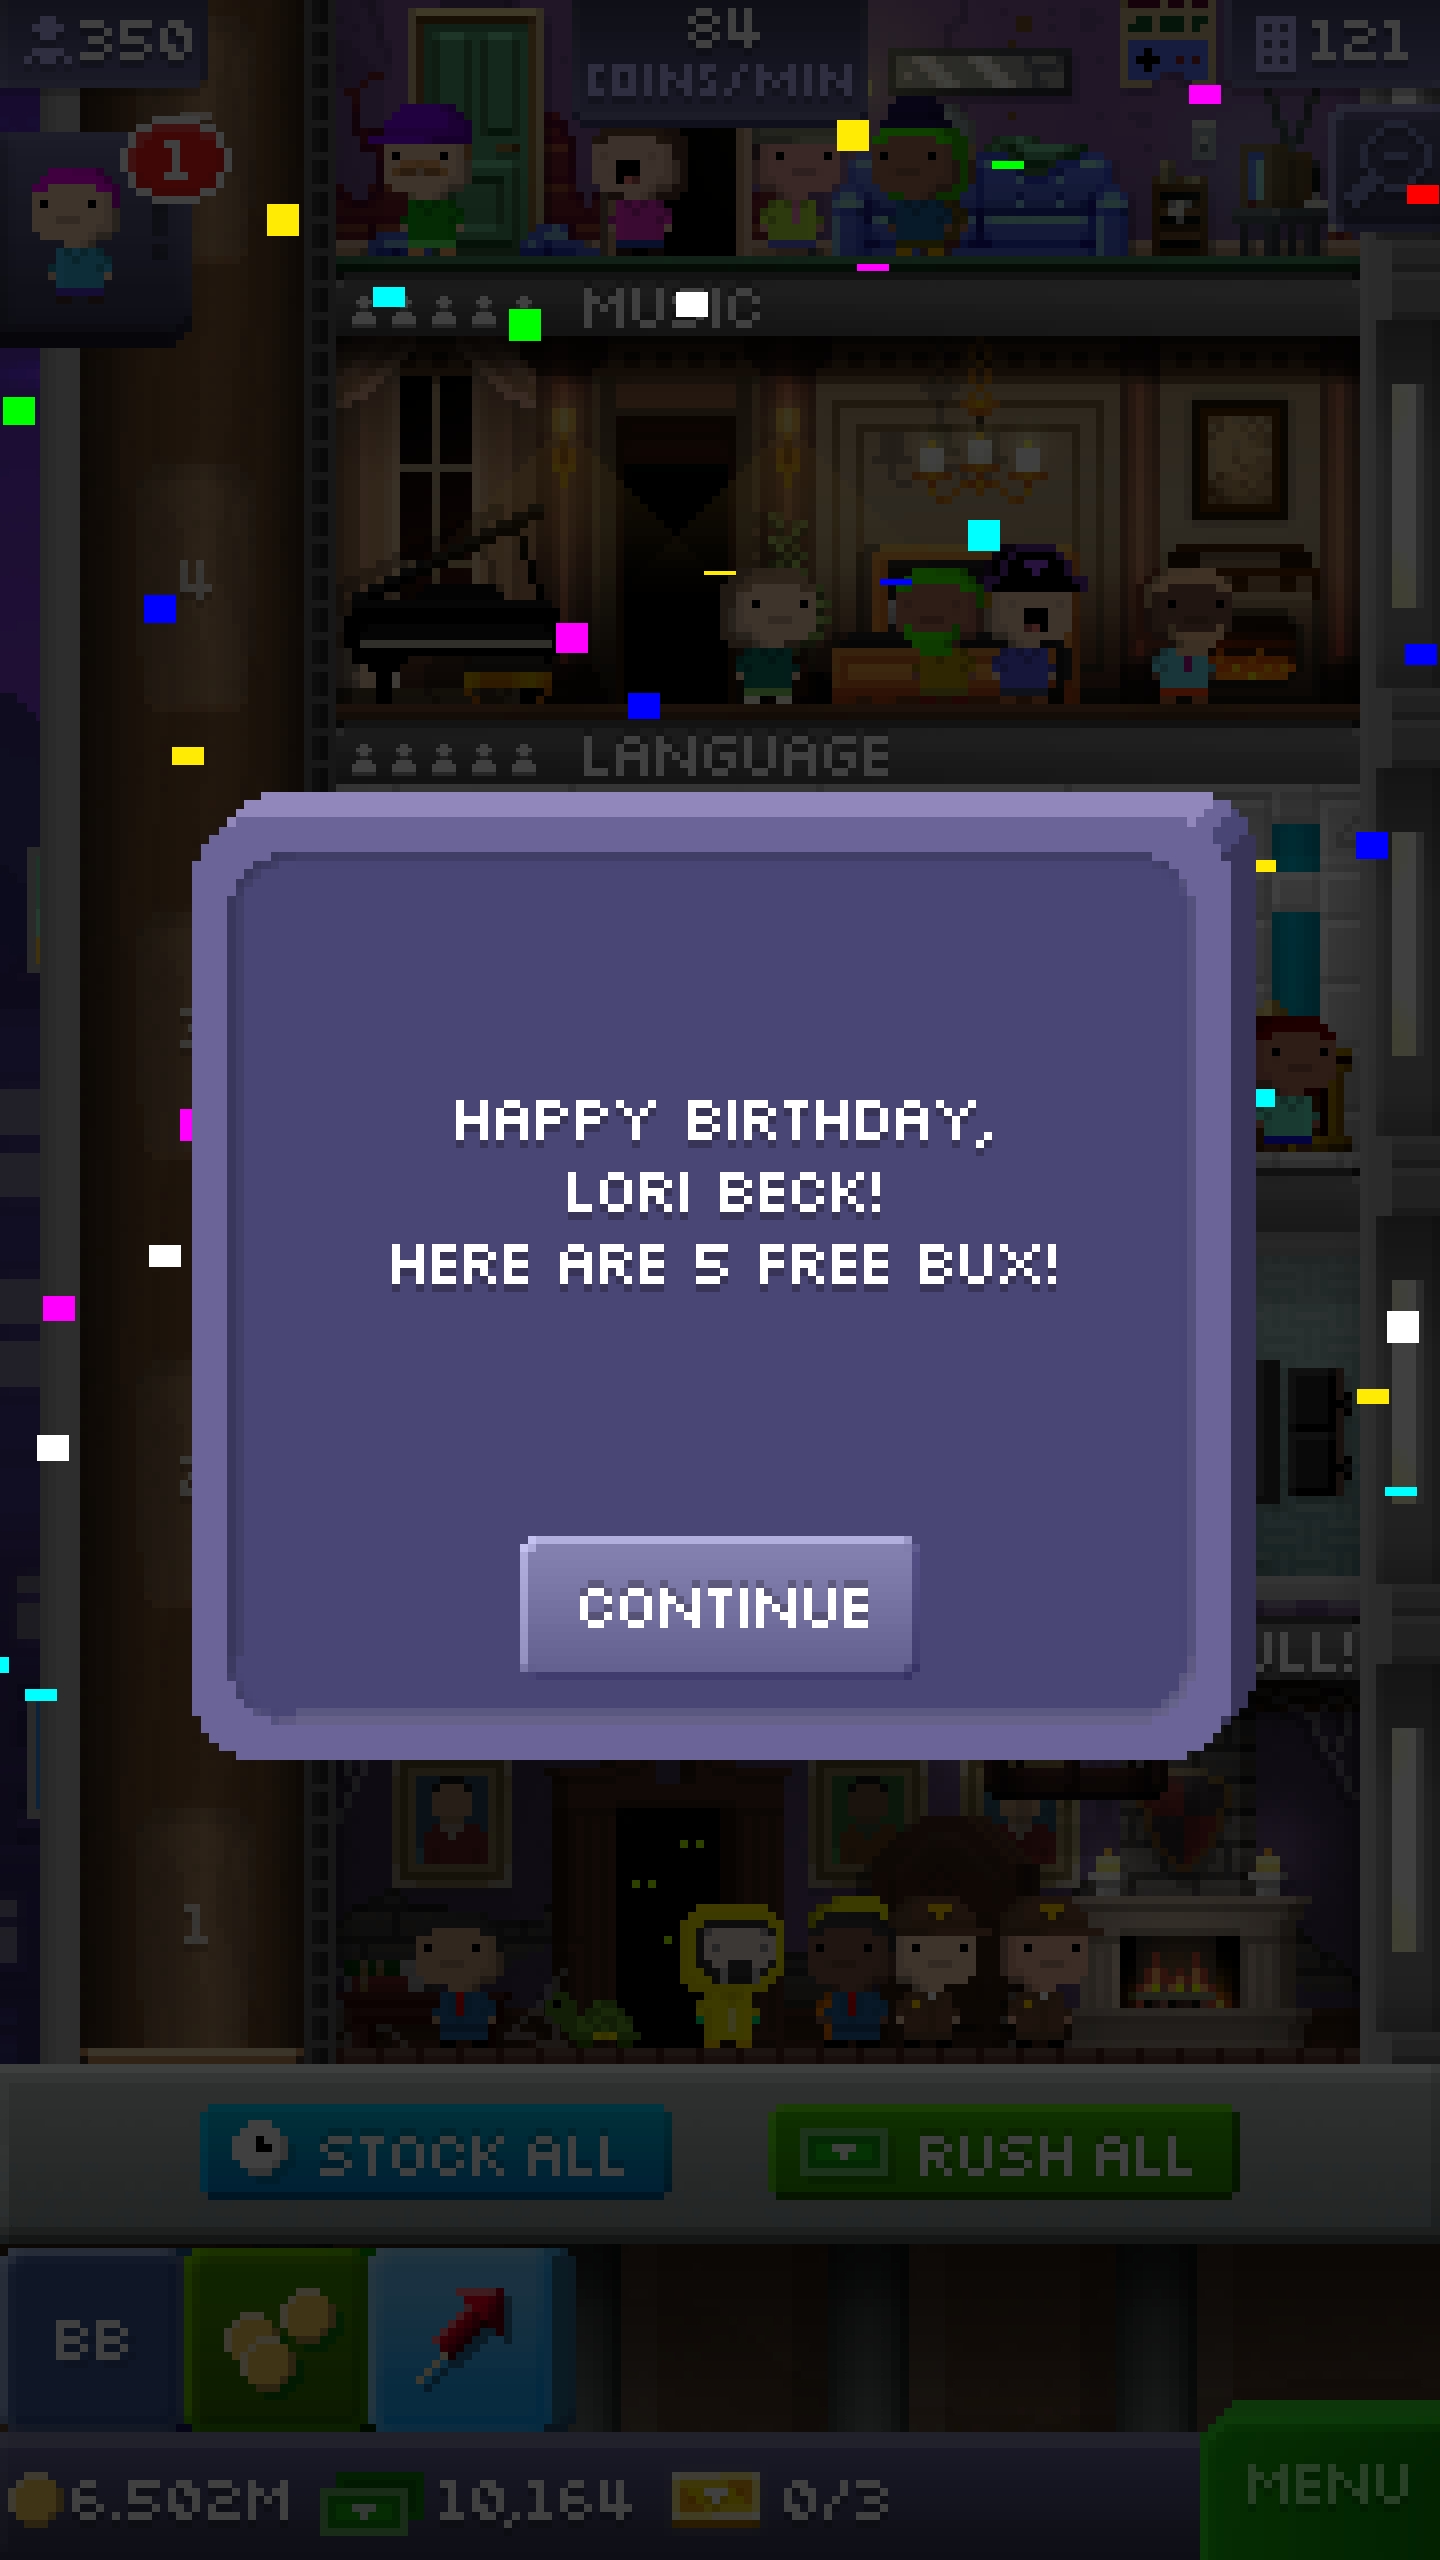 350
84
COINS/MIN
121
1
MUSIC
4
LANGUAGE
HAPPY BIRTHDAY,
LORI BECK!
HERE ARE 5 FREE BUX!
CONTINUE
1
STOCK ALL
RUSH ALL
BB
6.502M
10,164
0/3
MENU